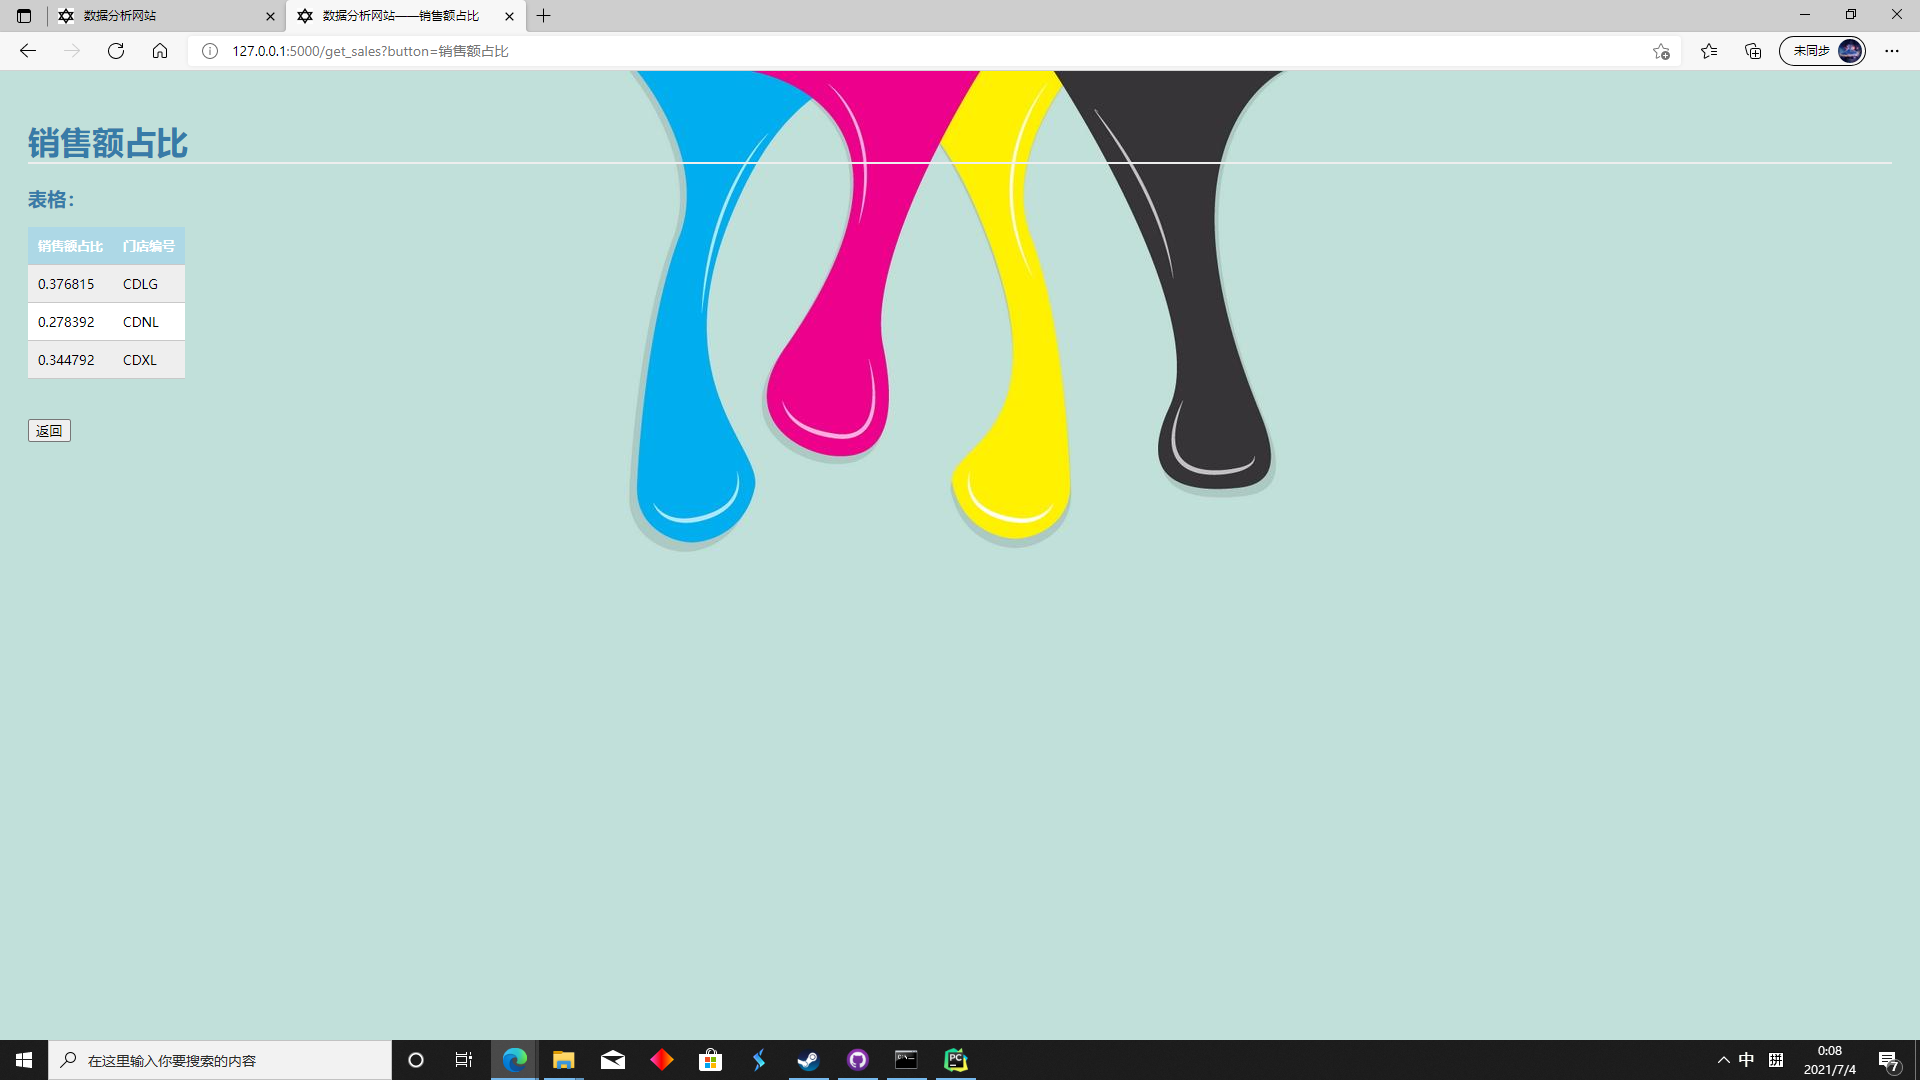 数据分析网站
数据分析网站——销售额占比
127.0.0.1:5000/get_sales?button=销售额占比
未同步
销售额占比
表格：
销售额占比 门店编号
0.376815 CDLG
0.278392 CDNL
0.344792 CDXL
返回
在这里输入你要搜索的内容
PC
中
拼
0:08
2021/7/4
7